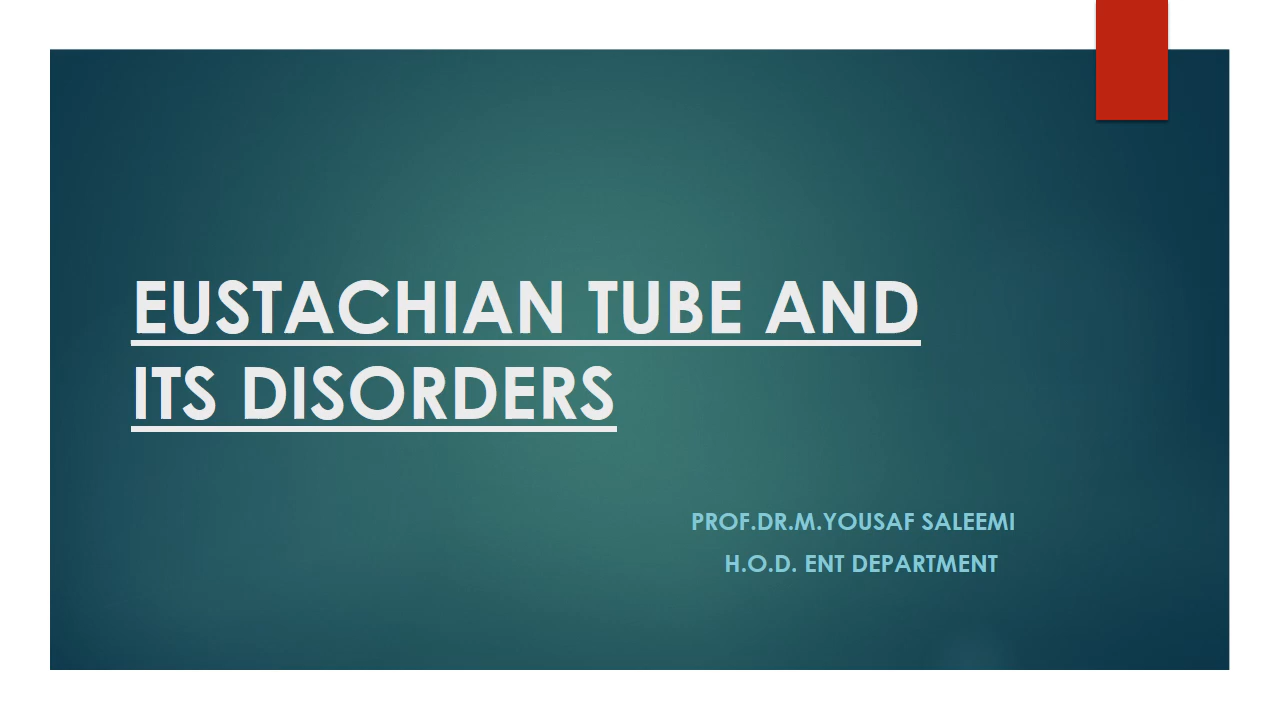 EUSTACHIAN TUBE AND
ITS DISORDERS
PROF.DR.M.YOUSAF SALEEMI
H.O.D. ENT DEPARTMENT